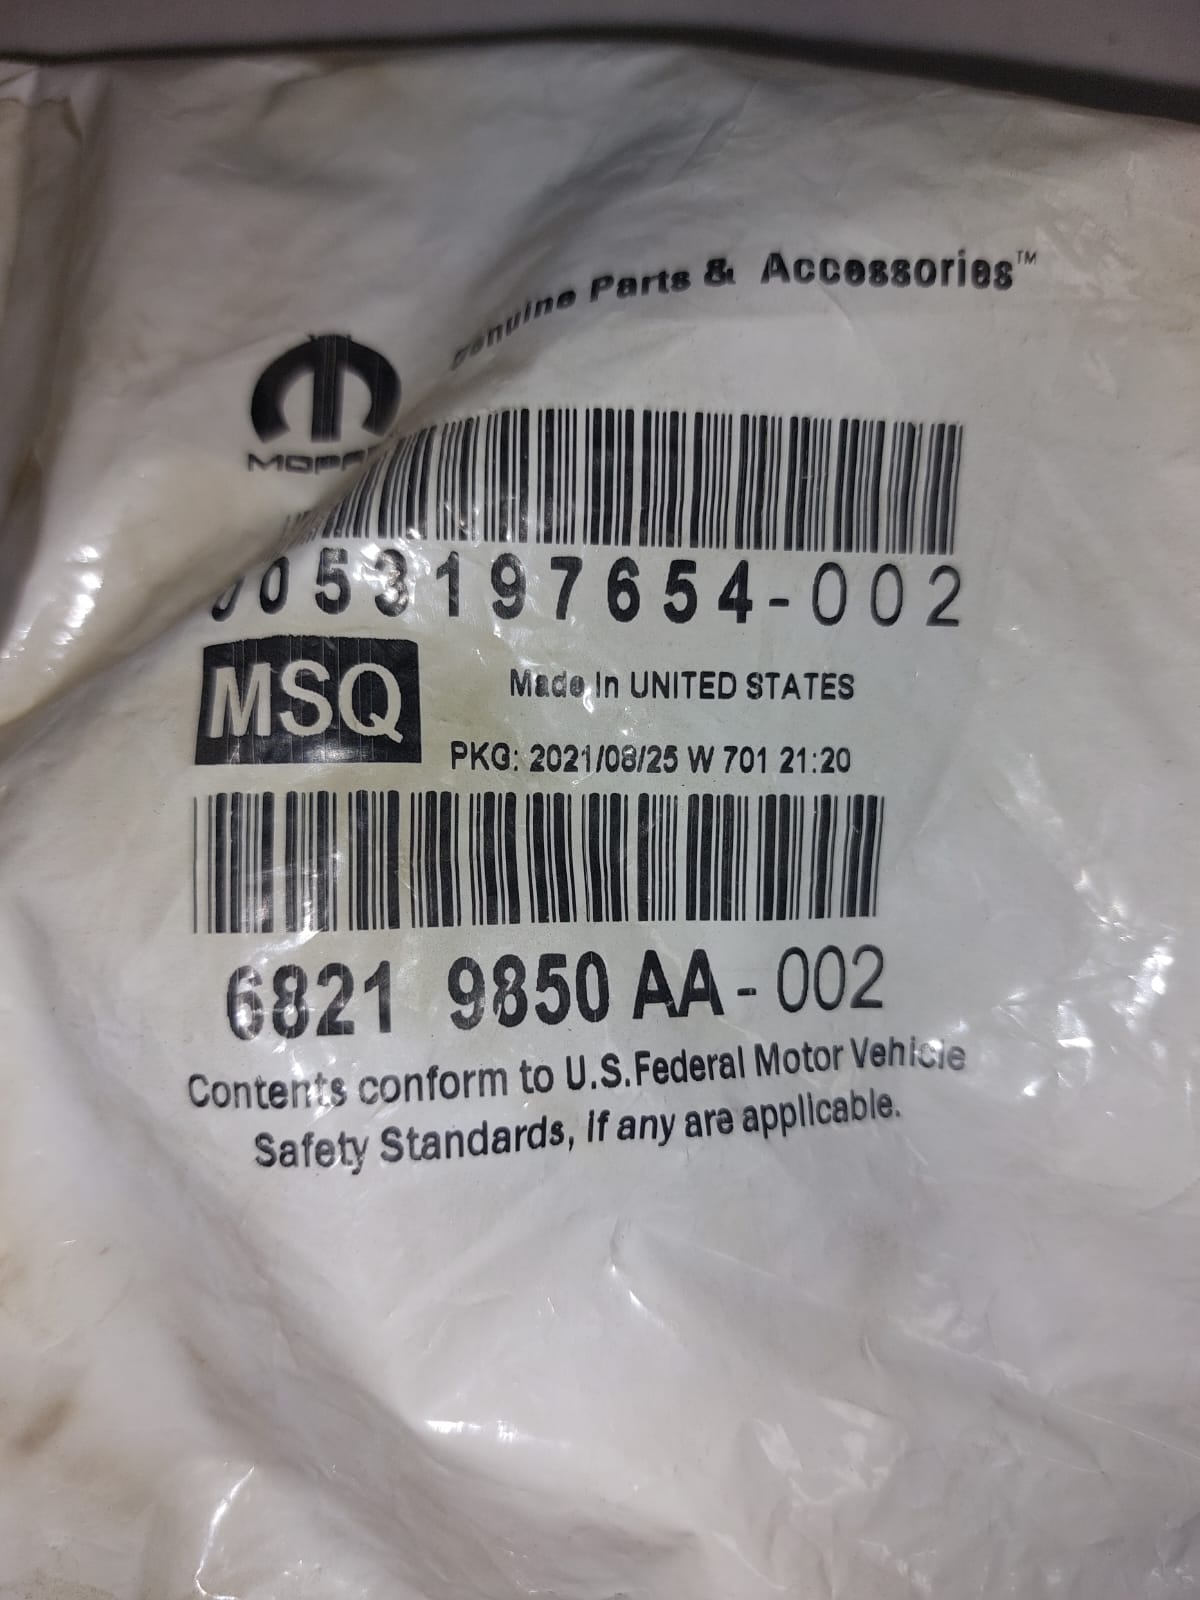 Genuine Parts & Accessories™
MOPAR
0053197654-002
MSQ
Made In UNITED STATES
PKG: 2021/08/25 W 701 21:20
6821 9850 AA-002
Contents conform to U.S.Federal Motor Vehicle
Safety Standards, if any are applicable.